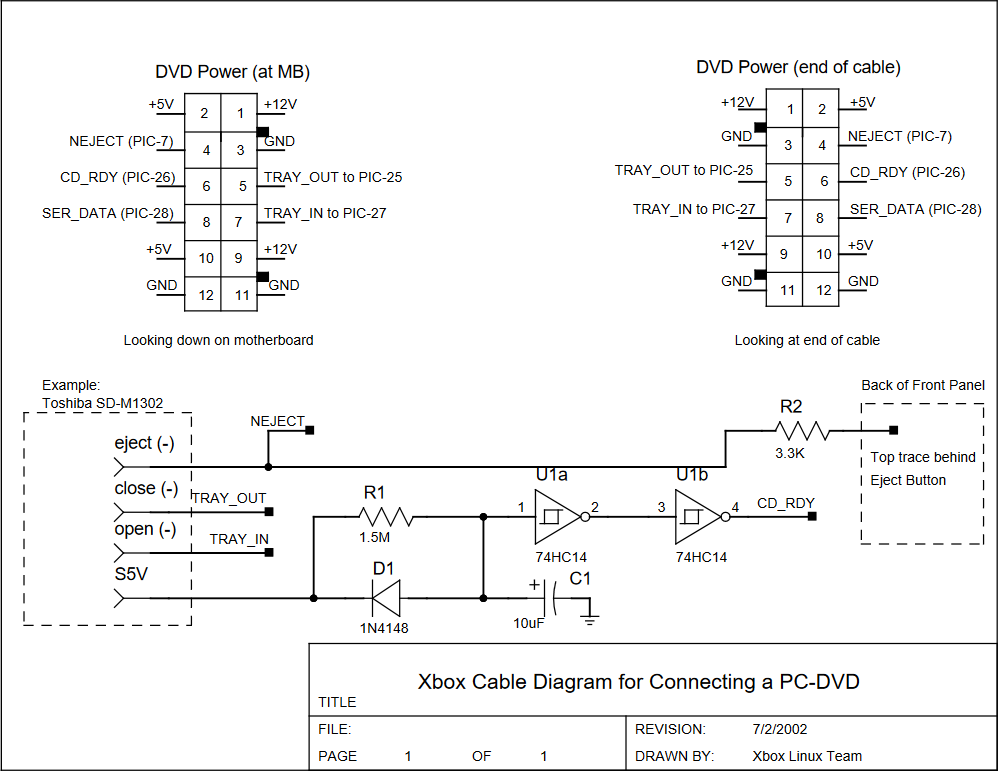 DVD Power (at MB)
+5V 2 1 +12V
NEJECT (PIC-7) 4 3 GND
CD_RDY (PIC-26) 6 5 TRAY_OUT to PIC-25
SER_DATA (PIC-28) 8 7 TRAY_IN to PIC-27
+5V 10 9 +12V
GND 12 11 GND
Looking down on motherboard
DVD Power (end of cable)
+12V 1 2 +5V
GND 3 4 NEJECT (PIC-7)
TRAY_OUT to PIC-25 5 6 CD_RDY (PIC-26)
TRAY_IN to PIC-27 7 8 SER_DATA (PIC-28)
+12V 9 10 +5V
GND 11 12 GND
Looking at end of cable
Example:
Toshiba SD-M1302
eject (-)
close (-)
open (-)
S5V
NEJECT
TRAY_OUT
TRAY_IN
R1
1.5M
D1
1N4148
C1
+
10uF
U1a
1 2
74HC14
U1b
3 4
74HC14
CD_RDY
R2
3.3K
Back of Front Panel
Top trace behind
Eject Button
Xbox Cable Diagram for Connecting a PC-DVD
TITLE
FILE:
PAGE 1 OF 1
REVISION: 7/2/2002
DRAWN BY: Xbox Linux Team